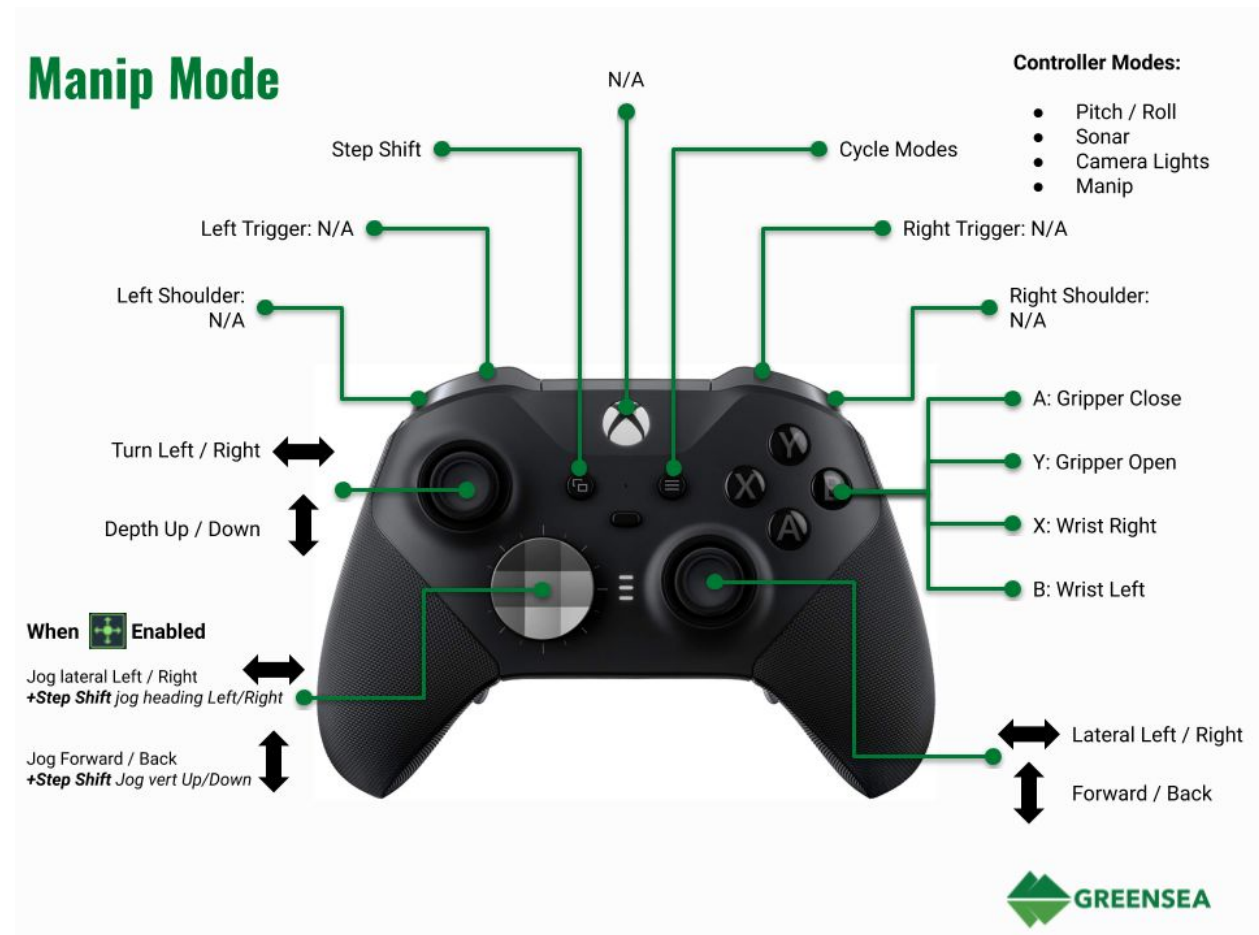 Manip Mode
N/A
Controller Modes:
● Pitch / Roll
● Sonar
● Camera Lights
● Manip
Step Shift
Cycle Modes
Left Trigger: N/A
Right Trigger: N/A
Left Shoulder:
N/A
Right Shoulder:
N/A
A: Gripper Close
Y: Gripper Open
X: Wrist Right
B: Wrist Left
Y
X
B
A
Turn Left / Right
Depth Up / Down
When Enabled
Jog lateral Left / Right
+Step Shift jog heading Left/Right
Jog Forward / Back
+Step Shift Jog vert Up/Down
Lateral Left / Right
Forward / Back
GREENSEA